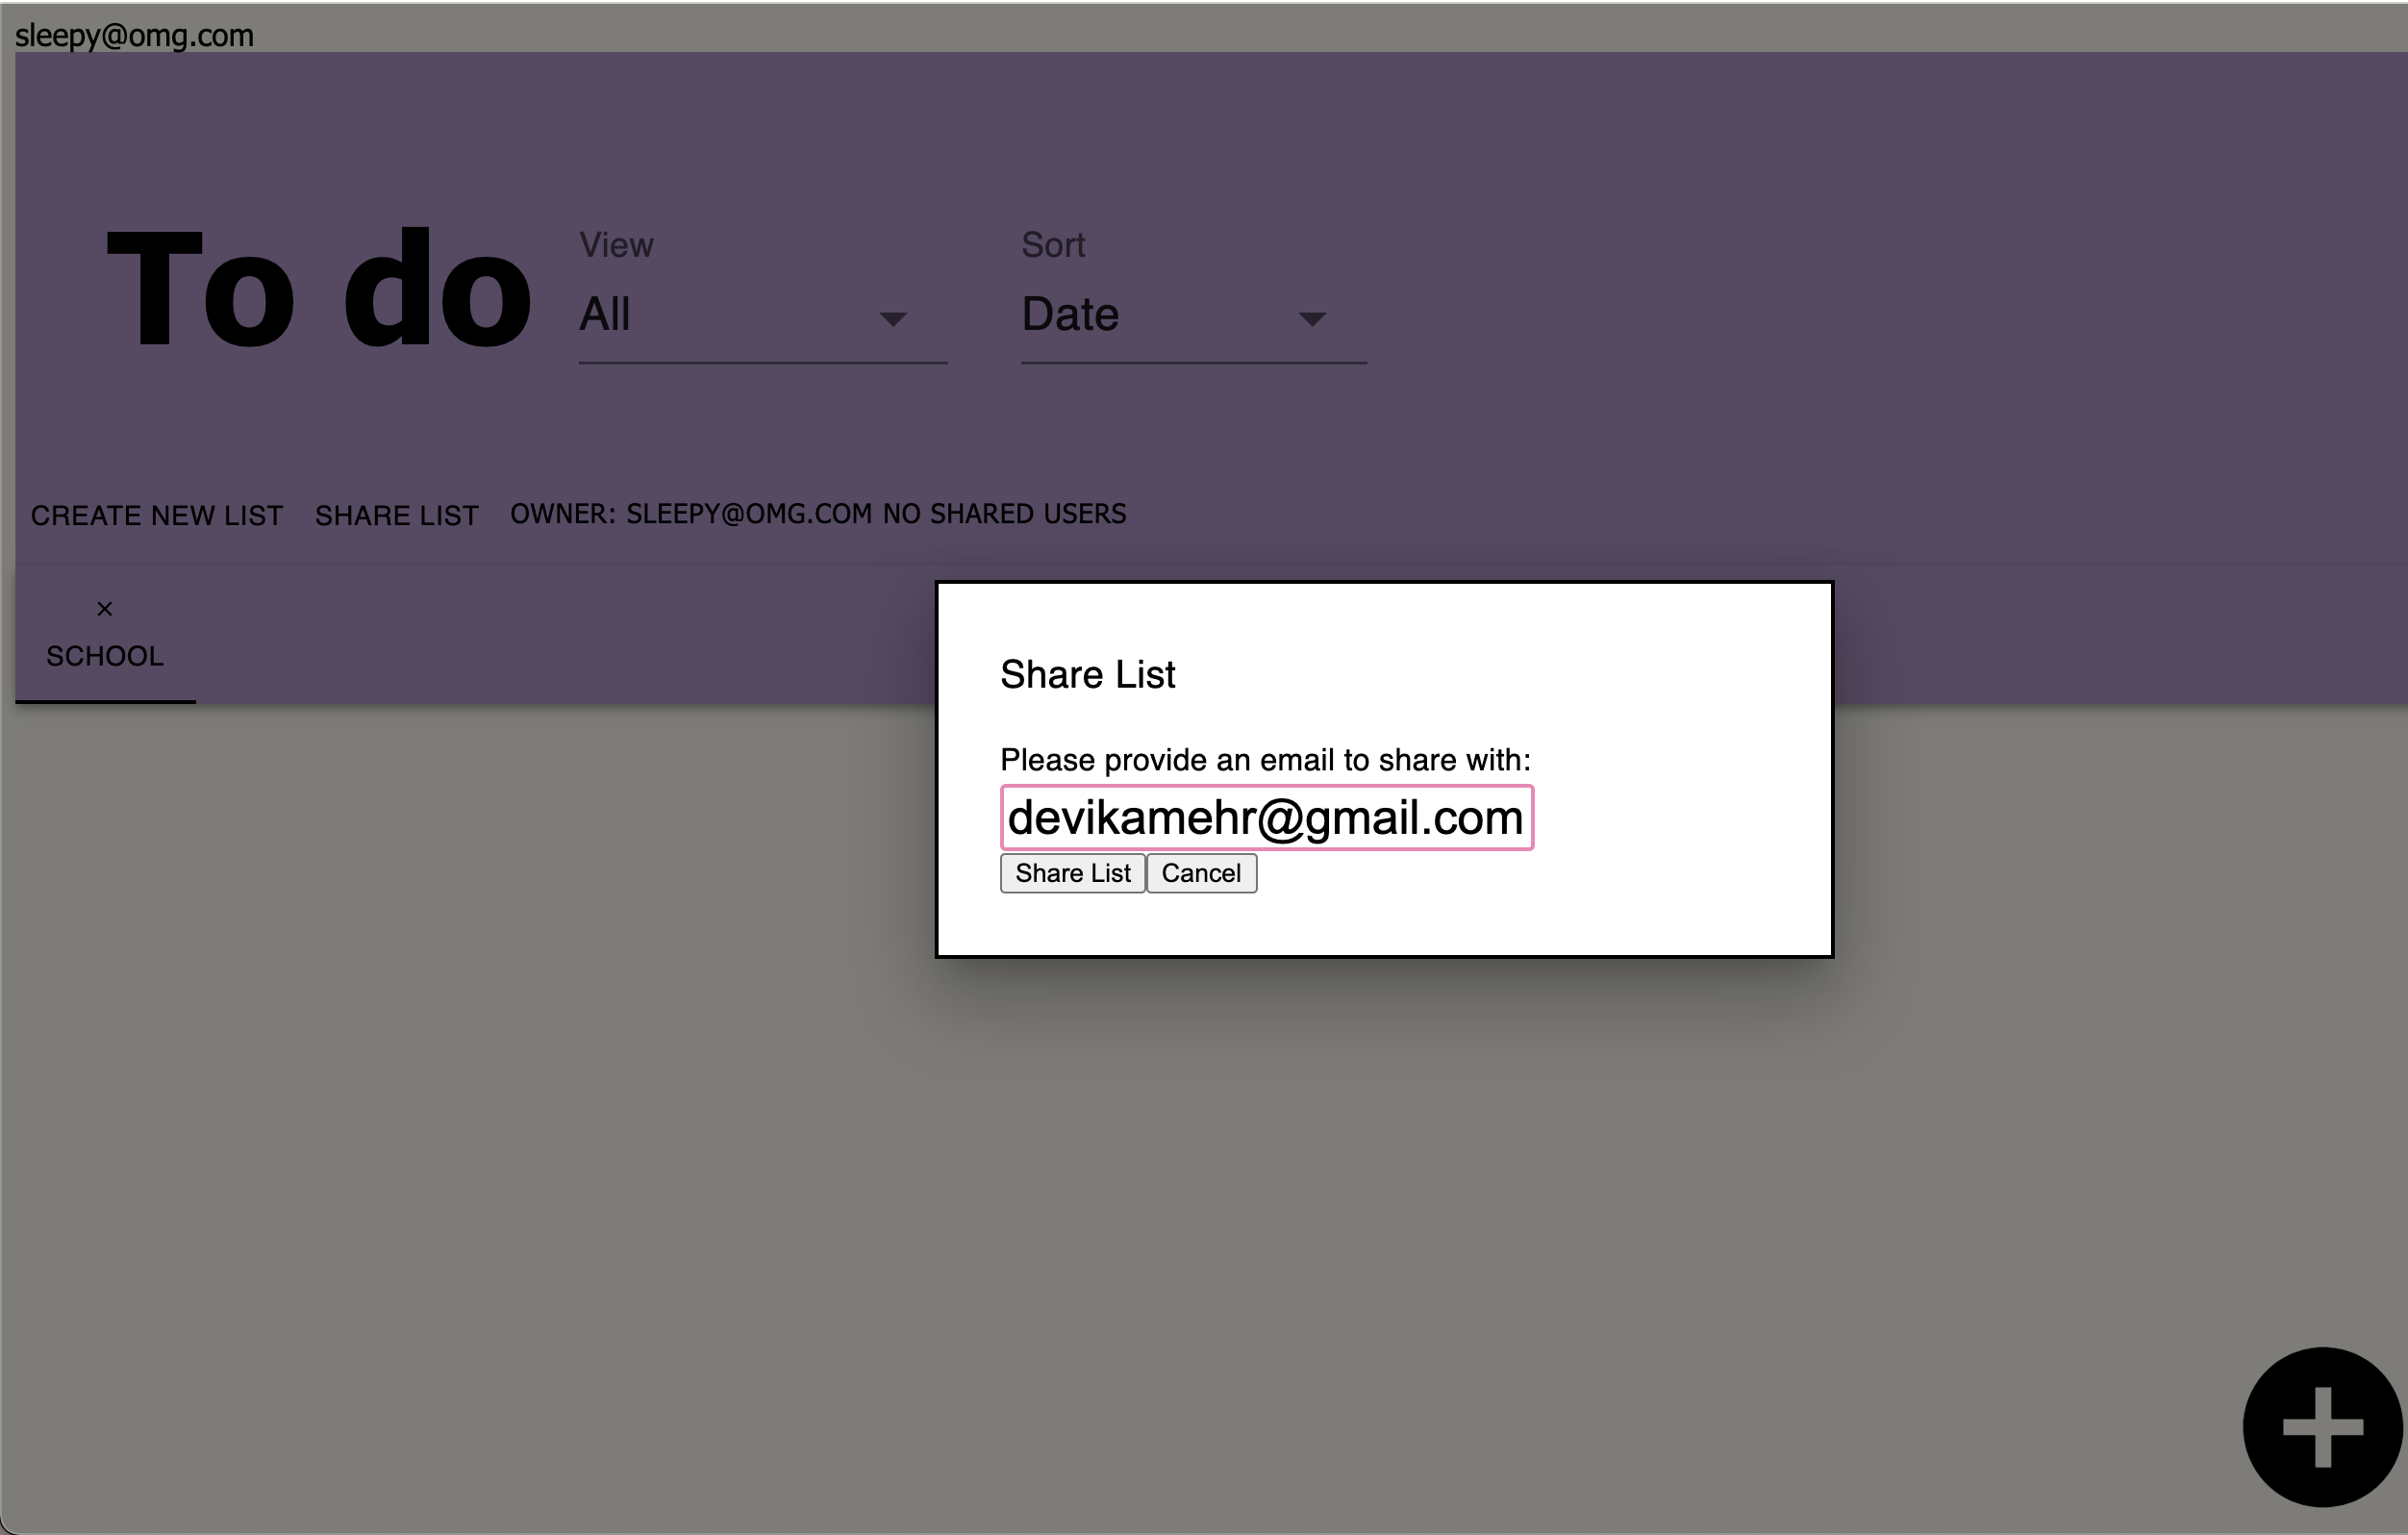 sleepy@omg.com
To do
View
All
Sort
Date
CREATE NEW LIST SHARE LIST OWNER: SLEEPY@OMG.COM NO SHARED USERS
×
SCHOOL
Share List
Please provide an email to share with:
devikamehr@gmail.com
Share List Cancel